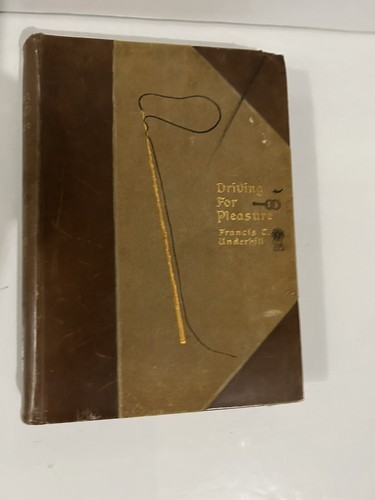 Driving
For
Pleasure
Francis C.
Underhill